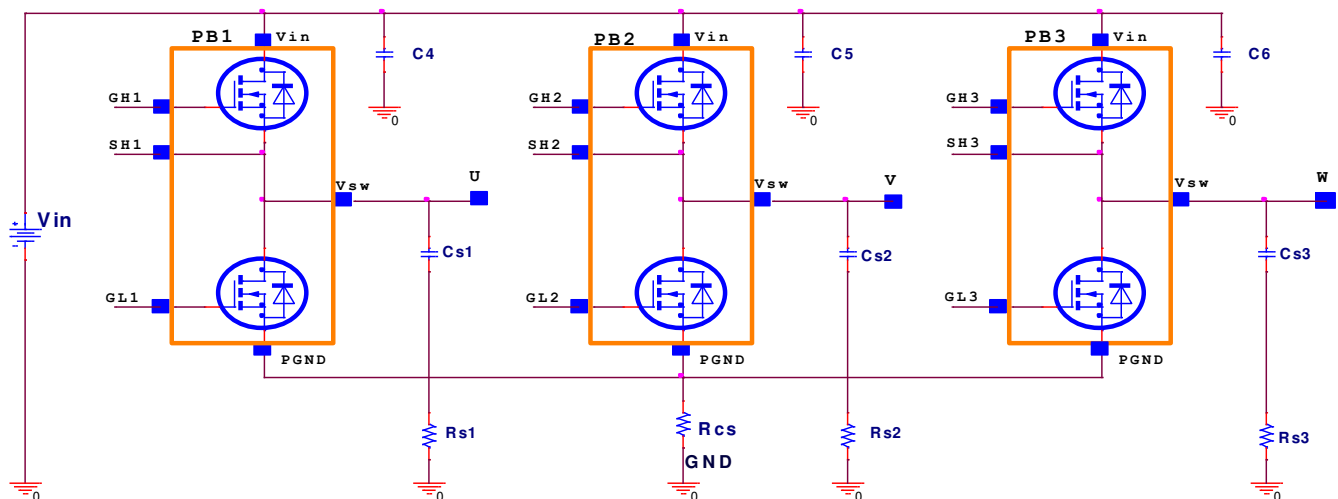 PB1 Vin C4 PB2 Vin C5 PB3 Vin C6
GH1 0 GH2 0 GH3 0
SH1 SH2 SH3
U V W
Vsw Vsw Vsw
+ Vin
-
Cs1 Cs2 Cs3
GL1 GL2 GL3
PGND PGND PGND
Rs1 Rcs Rs2 Rs3
GND
0 0 0 0 0